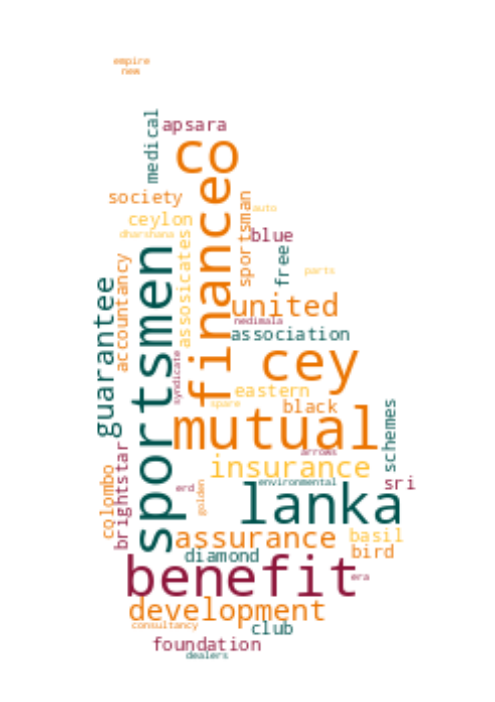 empire
new
medical
apsara
co
society
sportsman
auto
ceylon
dharshana
assosicates
blue
finance
free
accountancy
sportsmen
parts
guarantee
united
nedimala
association
cey
syndicate
eastern
spare
black
schemes
mutual
arrows
brightstar
insurance
colombo
environmental
sri
erd
golden
lanka
assurance
basil
diamond
bird
benefit
era
development
consultancy
club
foundation
dealers